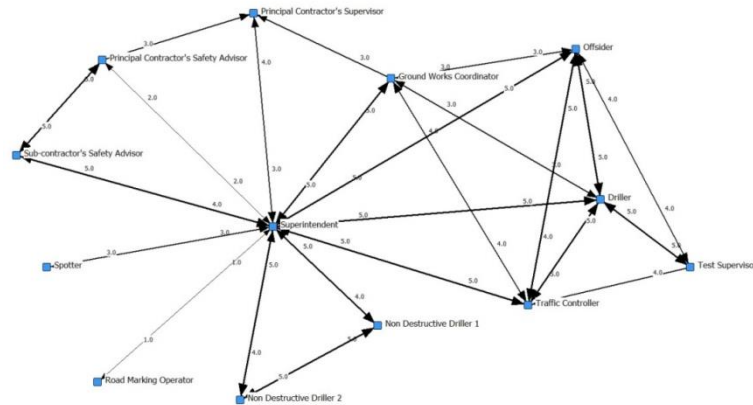 Principal Contractor's Supervisor
3.0
Offsider
Principal Contractor's Safety Advisor
4.0
3.0
3.0
Ground Works Coordinator
3.0
5.0
5.0
4.0
2.0
3.0
4.0
5.0
Sub-contractor's Safety Advisor
5.0
5.0
3.0
2.0
5.0
2.0
3.0
4.0
5.0
Driller
4.0
5.0
5.0
3.0
Superintendent
Spotter
3.0
1.0
5.0
5.0
4.0
5.0
Test Supervisor
5.0
4.0
Traffic Controller
Non Destructive Driller 1
1.0
4.0
Road Marking Operator
5.0
Non Destructive Driller 2